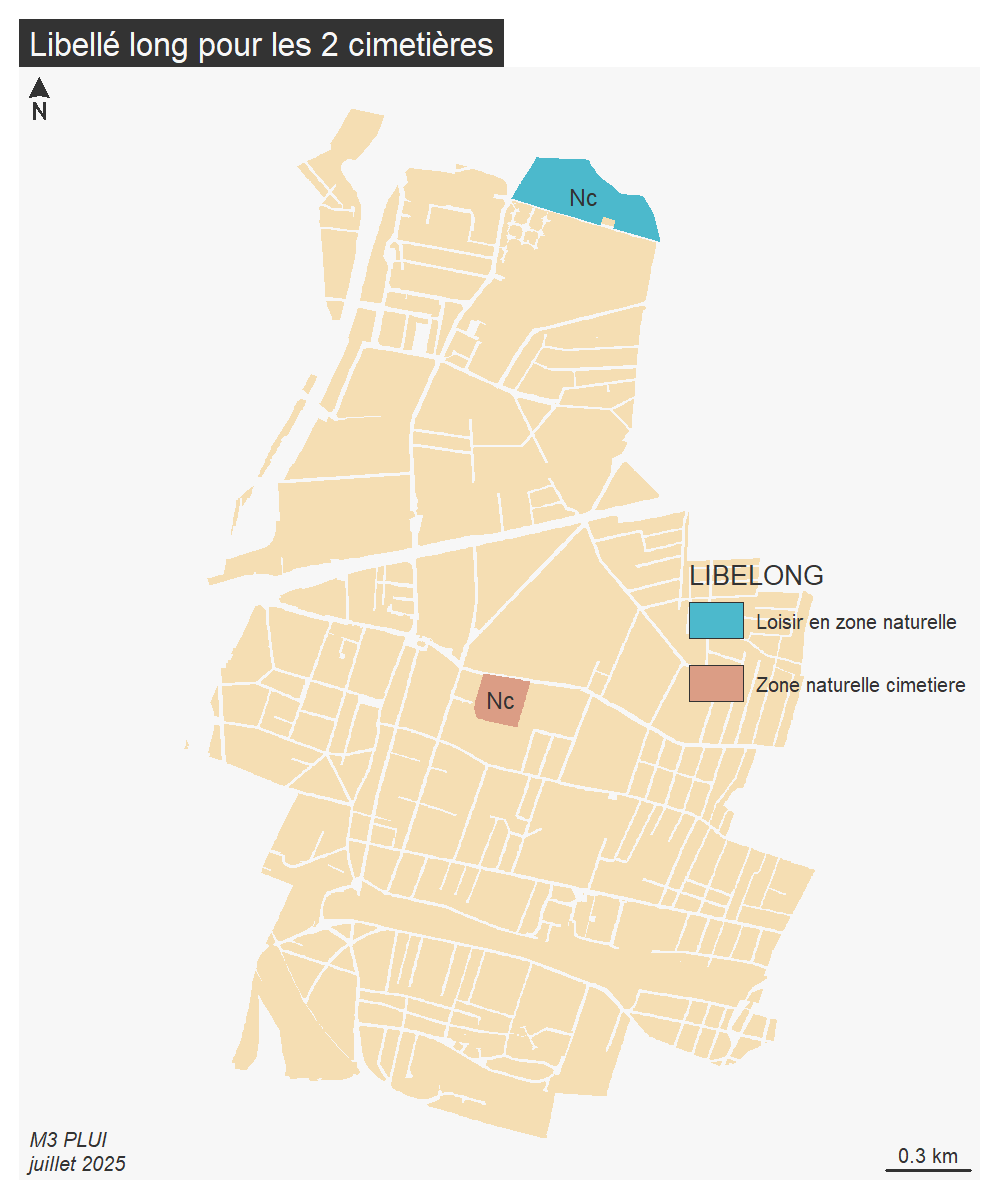 Libellé long pour les 2 cimetières
N
Nc
LIBELONG
Loisir en zone naturelle
Zone naturelle cimetiere
Nc
M3 PLUI
juillet 2025
0.3 km